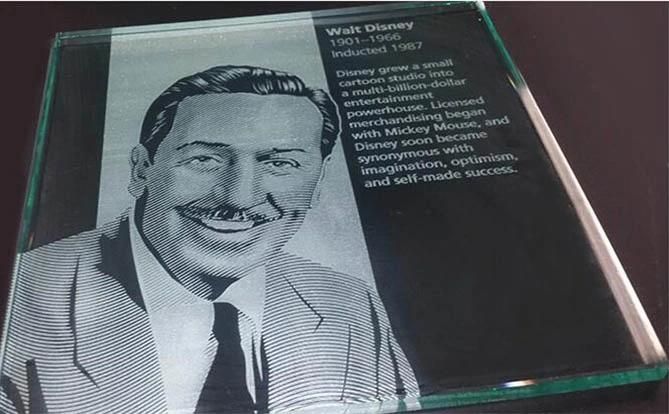 Walt Disney
1901–1966
Inducted 1987
Disney grew a small
cartoon studio into
a multi-billion-dollar
entertainment
powerhouse. Licensed
merchandising began
with Mickey Mouse, and
Disney soon became
synonymous with
imagination, optimism,
and self-made success.